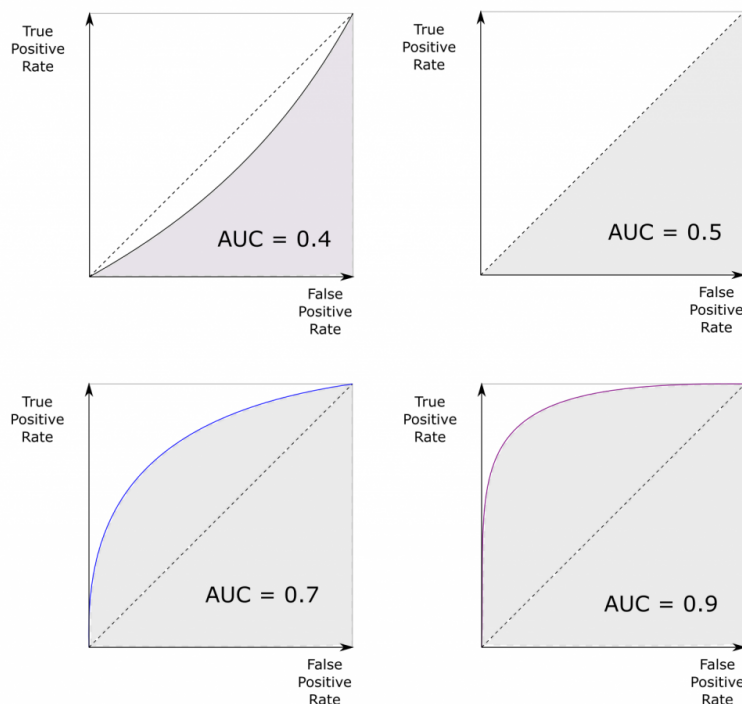 True
Positive
Rate
AUC = 0.4
False
Positive
Rate
True
Positive
Rate
AUC = 0.5
False
Positive
Rate
True
Positive
Rate
AUC = 0.7
False
Positive
Rate
True
Positive
Rate
AUC = 0.9
False
Positive
Rate